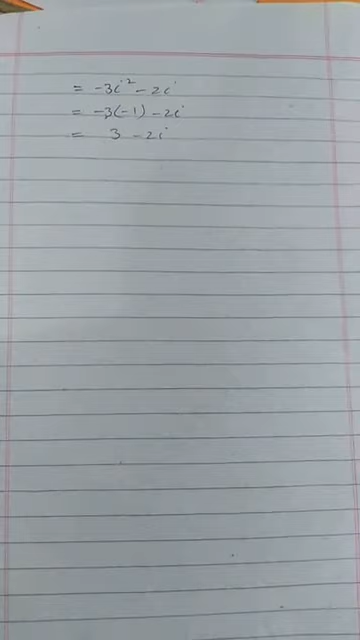 = -3i² - 2i
= -3(-1) - 2i
= 3 - 2i